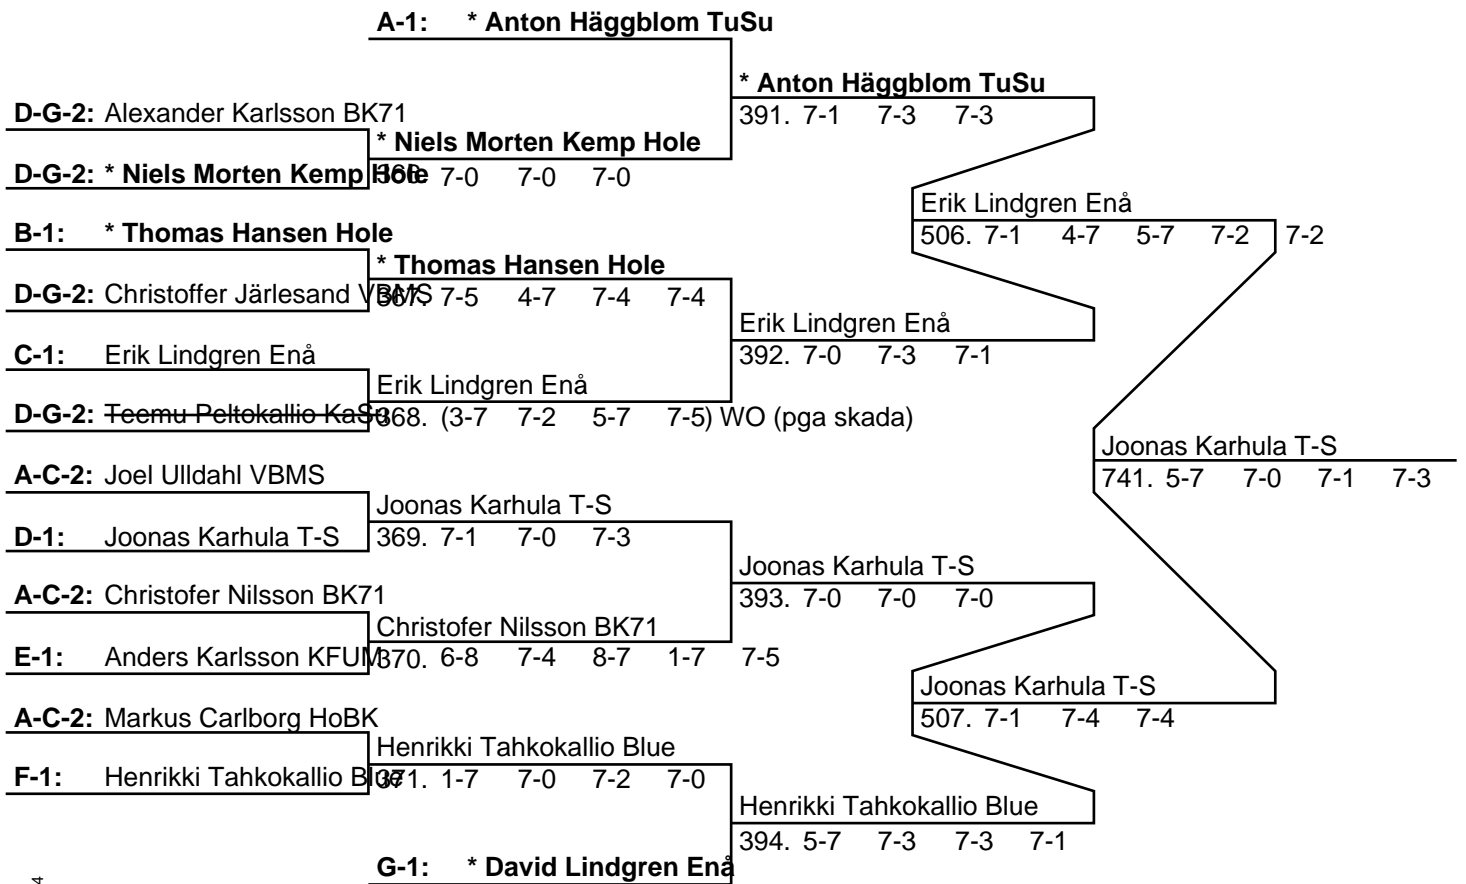 A-1: * Anton Häggblom TuSu
* Anton Häggblom TuSu
D-G-2: Alexander Karlsson BK71
391. 7-1 7-3 7-3
* Niels Morten Kemp Hole
D-G-2: * Niels Morten Kemp Hole
366. 7-0 7-0 7-0
Erik Lindgren Enå
B-1: * Thomas Hansen Hole
506. 7-1 4-7 5-7 7-2 7-2
* Thomas Hansen Hole
D-G-2: Christoffer Järlesand VBMS
367. 7-5 4-7 7-4 7-4
Erik Lindgren Enå
C-1: Erik Lindgren Enå
392. 7-0 7-3 7-1
Erik Lindgren Enå
D-G-2: Teemu Peltokallio KaSu
368. (3-7 7-2 5-7 7-5) WO (pga skada)
Joonas Karhula T-S
A-C-2: Joel Ulldahl VBMS
741. 5-7 7-0 7-1 7-3
Joonas Karhula T-S
D-1: Joonas Karhula T-S
369. 7-1 7-0 7-3
Joonas Karhula T-S
A-C-2: Christofer Nilsson BK71
393. 7-0 7-0 7-0
Christofer Nilsson BK71
E-1: Anders Karlsson KFUM
370. 6-8 7-4 8-7 1-7 7-5
Joonas Karhula T-S
A-C-2: Markus Carlborg HoBK
507. 7-1 7-4 7-4
Henrikki Tahkokallio Blue
F-1: Henrikki Tahkokallio Blue
371. 1-7 7-0 7-2 7-0
Henrikki Tahkokallio Blue
394. 5-7 7-3 7-3 7-1
G-1: * David Lindgren Enå
4